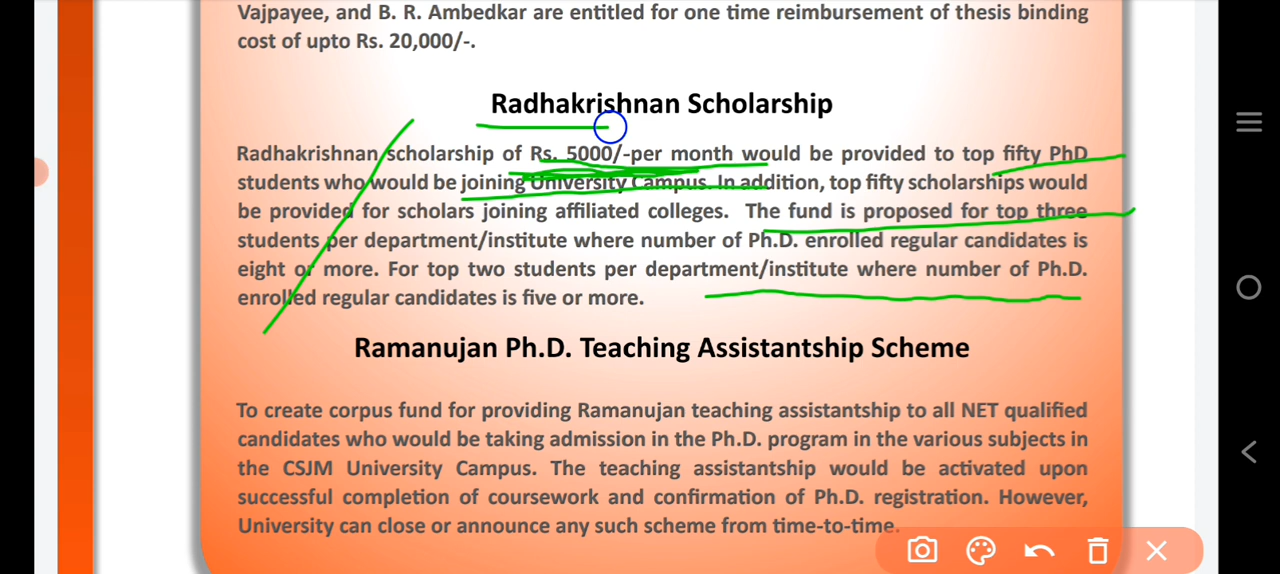 Vajpayee, and B. R. Ambedkar are entitled for one time reimbursement of thesis binding
cost of upto Rs. 20,000/-.
Radhakrishnan Scholarship
Radhakrishnan scholarship of Rs. 5000/-per month would be provided to top fifty PhD
students who would be joining University Campus. In addition, top fifty scholarships would
be provided for scholars joining affiliated colleges. The fund is proposed for top three
students per department/institute where number of Ph.D. enrolled regular candidates is
eight or more. For top two students per department/institute where number of Ph.D.
enrolled regular candidates is five or more.
Ramanujan Ph.D. Teaching Assistantship Scheme
To create corpus fund for providing Ramanujan teaching assistantship to all NET qualified
candidates who would be taking admission in the Ph.D. program in the various subjects in
the CSJM University Campus. The teaching assistantship would be activated upon
successful completion of coursework and confirmation of Ph.D. registration. However,
University can close or announce any such scheme from time-to-time.